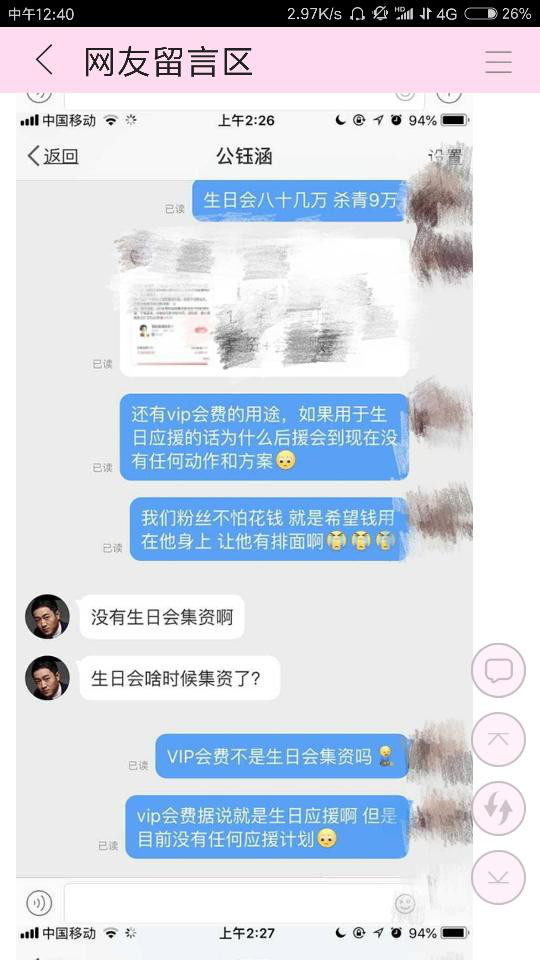 中午12:40
2.97K/s
HD
4G
26%
网友留言区
中国移动
上午2:26
94%
返回
公钰涵
设置
生日会八十几万 杀青9万
已读
已读
还有vip会费的用途，如果用于生
日应援的话为什么后援会到现在没
有任何动作和方案
已读
我们粉丝不怕花钱 就是希望钱用
在他身上 让他有排面啊
已读
没有生日会集资啊
生日会啥时候集资了?
VIP会费不是生日会集资吗
已读
vip会费据说就是生日应援啊 但是
目前没有任何应援计划
已读
中国移动
上午2:27
94%